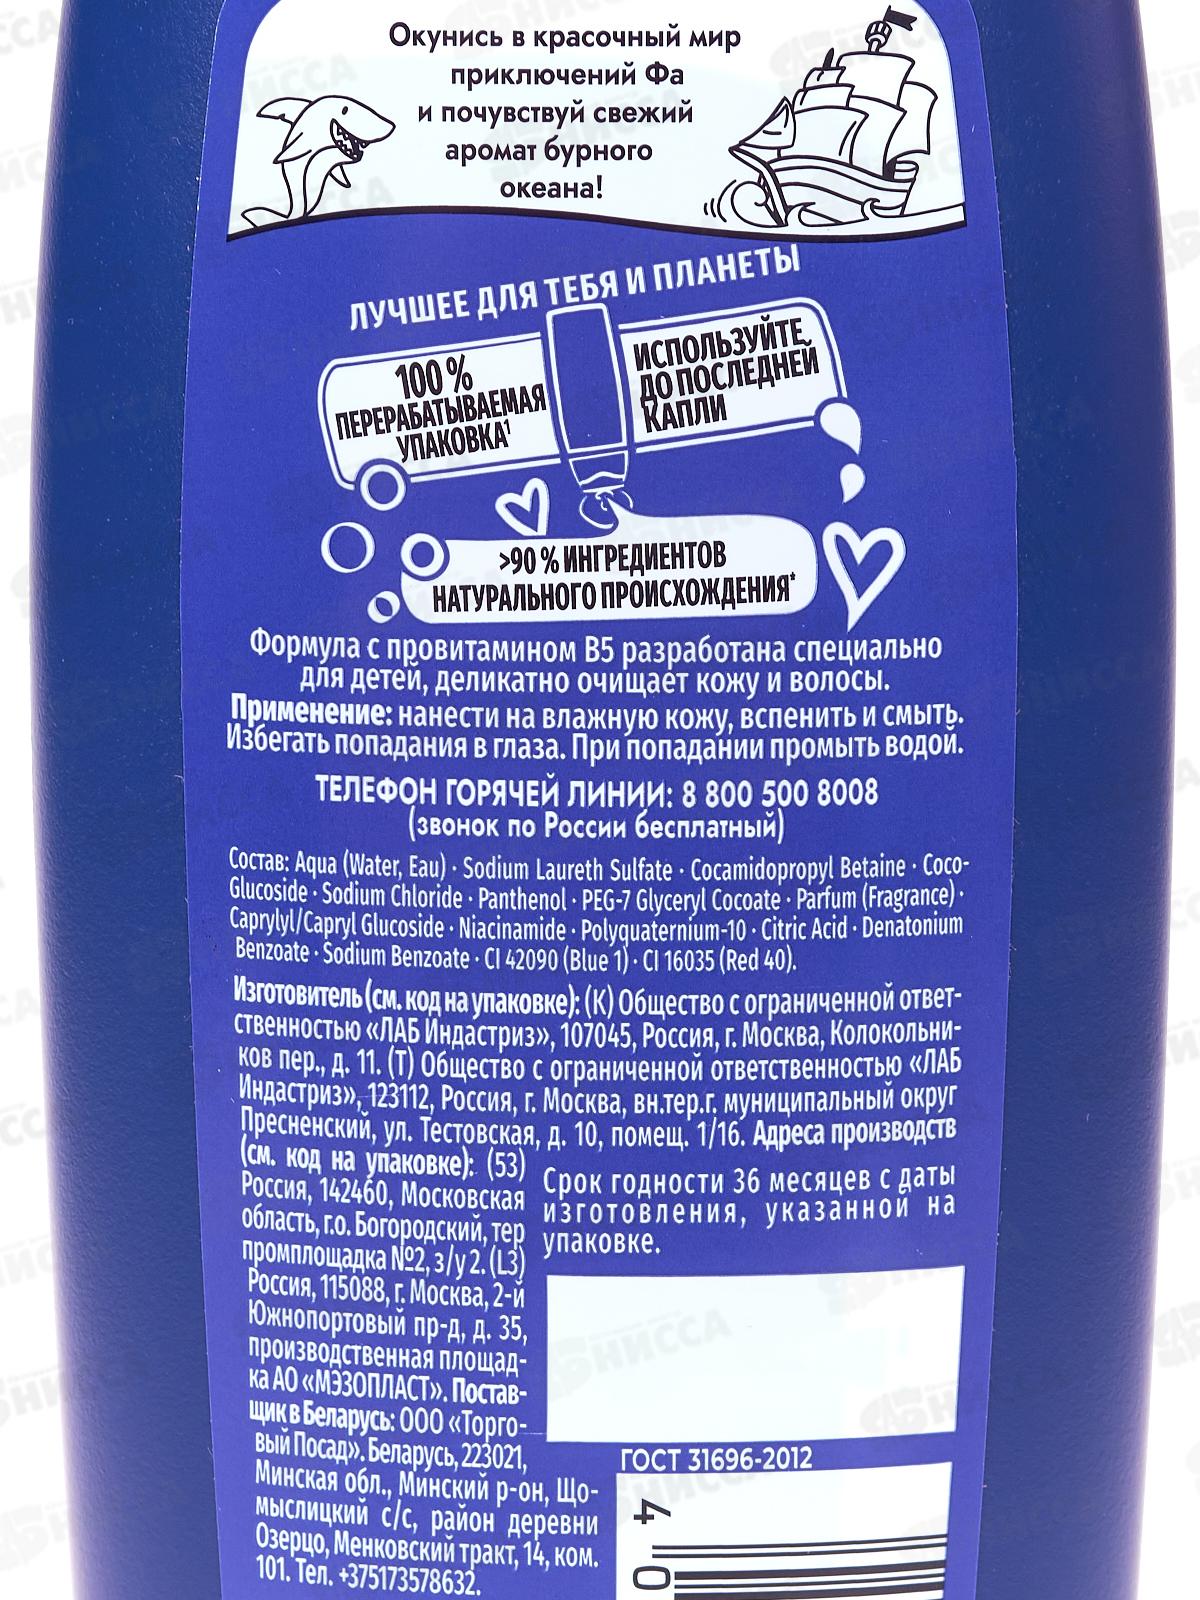 Окунись в красочный мир
приключений Фа
и почувствуй свежий
аромат бурного
океана!
ЛУЧШЕЕ ДЛЯ ТЕБЯ И ПЛАНЕТЫ
100 %
ПЕРЕРАБАТЫВАЕМАЯ
УПАКОВКА¹
ИСПОЛЬЗУЙТЕ
ДО ПОСЛЕДНЕЙ
КАПЛИ
>90 % ИНГРЕДИЕНТОВ
НАТУРАЛЬНОГО ПРОИСХОЖДЕНИЯ*
Формула с провитамином B5 разработана специально
для детей, деликатно очищает кожу и волосы.
Применение: нанести на влажную кожу, вспенить и смыть.
Избегать попадания в глаза. При попадании промыть водой.
ТЕЛЕФОН ГОРЯЧЕЙ ЛИНИИ: 8 800 500 8008
(звонок по России бесплатный)
Состав: Aqua (Water, Eau) · Sodium Laureth Sulfate · Cocamidopropyl Betaine · Coco-
Glucoside · Sodium Chloride · Panthenol · PEG-7 Glyceryl Cocoate · Parfum (Fragrance) ·
Caprylyl/Capryl Glucoside · Niacinamide · Polyquaternium-10 · Citric Acid · Denatonium
Benzoate · Sodium Benzoate · CI 42090 (Blue 1) · CI 16035 (Red 40).
Изготовитель (см. код на упаковке): (K) Общество с ограниченной ответ-
ственностью «ЛАБ Индастриз», 107045, Россия, г. Москва, Колокольни-
ков пер., д. 11. (T) Общество с ограниченной ответственностью «ЛАБ
Индастриз», 123112, Россия, г. Москва, вн.тер.г. муниципальный округ
Пресненский, ул. Тестовская, д. 10, помещ. 1/16. Адреса производств
(см. код на упаковке): (53)
Россия, 142460, Московская
область, г.о. Богородский, тер
промплощадка №2, з/у 2. (L3)
Россия, 115088, г. Москва, 2-й
Южнопортовый пр-д, д. 35,
производственная площад-
ка АО «МЭЗОПЛАСТ». Постав-
щик в Беларусь: ООО «Торго-
вый Посад». Беларусь, 223021,
Минская обл., Минский р-он, Що-
мыслицкий с/с, район деревни
Озерцо, Менковский тракт, 14, ком.
101. Тел. +375173578632.
Срок годности 36 месяцев с даты
изготовления, указанной на
упаковке.
ГОСТ 31696-2012
4
0